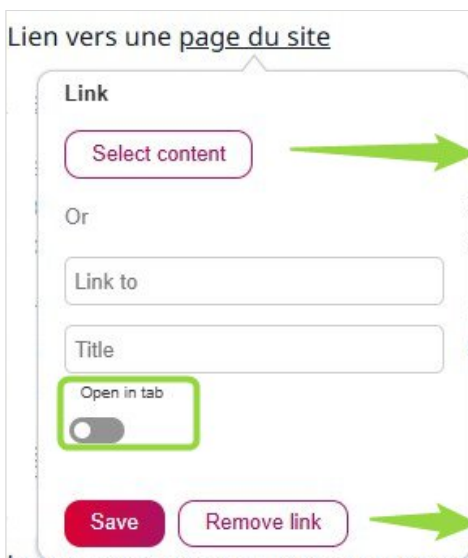 Lien vers une page du site
Link
Select content
Or
Link to
Title
Open in tab
Save Remove link